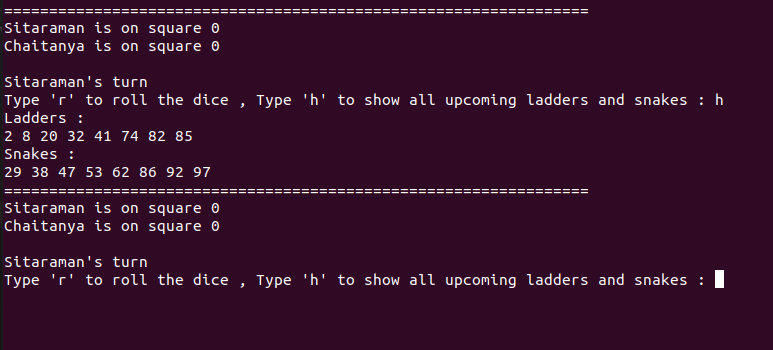 =================================================================
Sitaraman is on square 0
Chaitanya is on square 0
Sitaraman's turn
Type 'r' to roll the dice , Type 'h' to show all upcoming ladders and snakes : h
Ladders :
2 8 20 32 41 74 82 85
Snakes :
29 38 47 53 62 86 92 97
=================================================================
Sitaraman is on square 0
Chaitanya is on square 0
Sitaraman's turn
Type 'r' to roll the dice , Type 'h' to show all upcoming ladders and snakes :